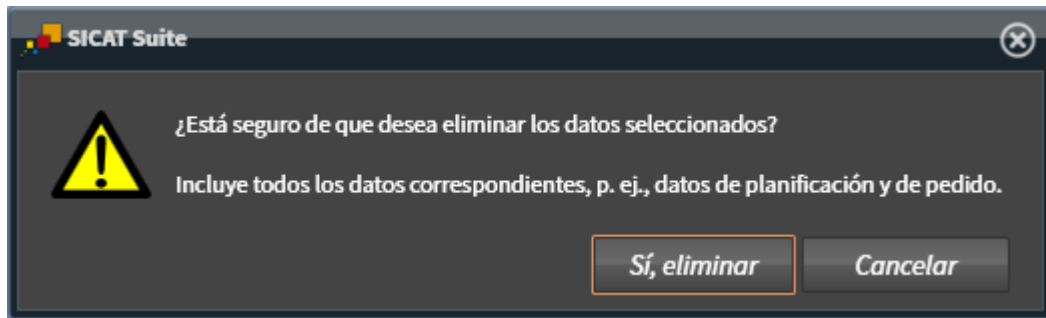 SICAT Suite
¿Está seguro de que desea eliminar los datos seleccionados?
Incluye todos los datos correspondientes, p. ej., datos de planificación y de pedido.
Sí, eliminar
Cancelar